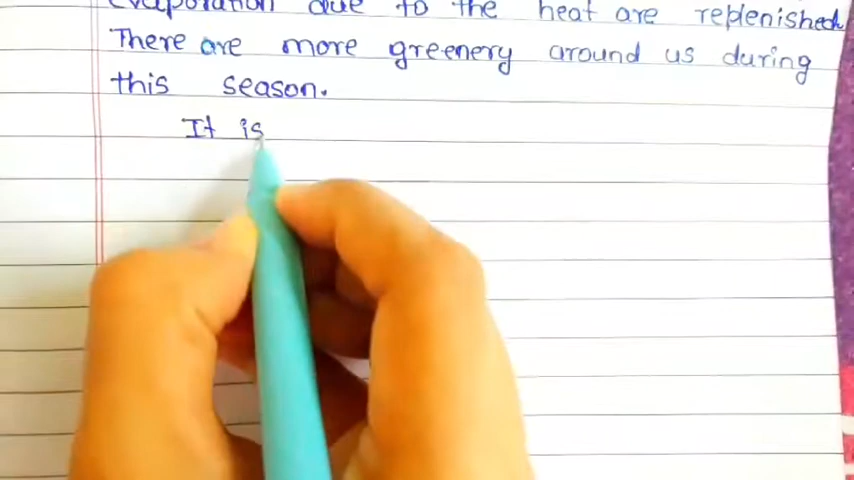 Evaporation due to the heat are replenished
There are more greenery around us during
this season.
It is